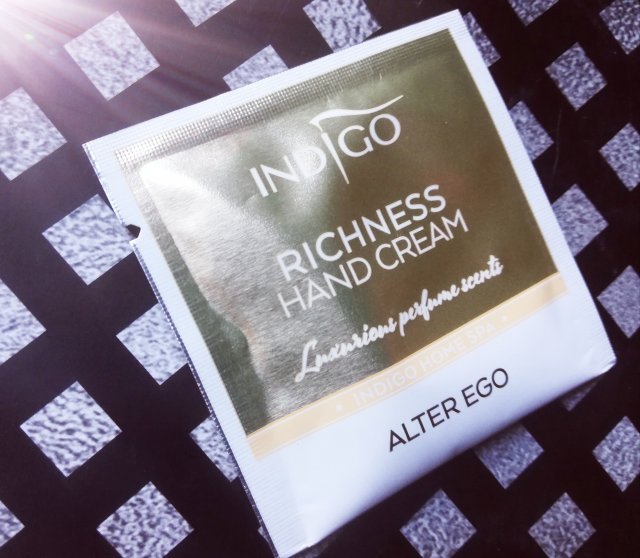 INDIGO
RICHNESS
HAND CREAM
Luxurious perfume scents
• INDIGO HOME SPA •
ALTER EGO